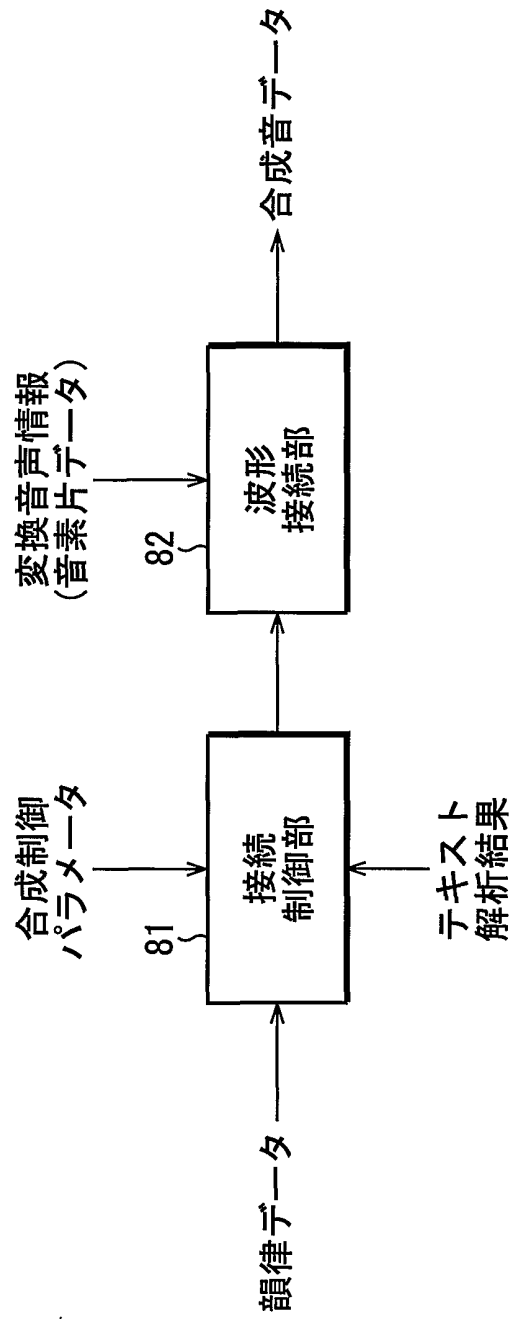 合成制御
パラメータ
変換音声情報
(音素片データ)
81
82
韻律データ
接続
制御部
波形
接続部
合成音データ
テキスト
解析結果